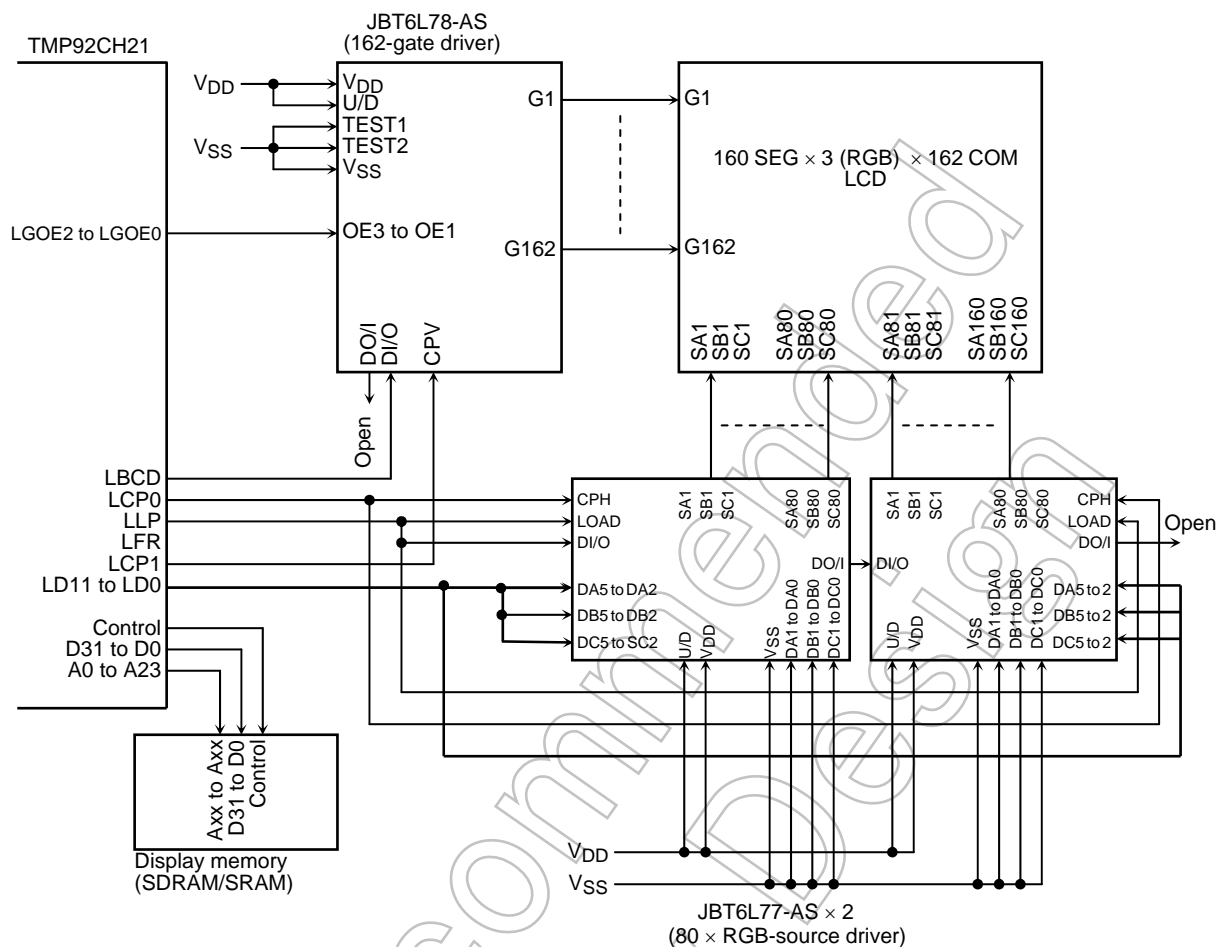 JBT6L78-AS
(162-gate driver)
TMP92CH21
VDD
VSS
VDD
U/D
TEST1
TEST2
VSS
G1
G1
160 SEG × 3 (RGB) × 162 COM
LCD
LGOE2 to LGOE0
OE3 to OE1
G162
G162
DO/I
DI/O
CPV
Open
SA1
SB1
SC1
SA80
SB80
SC80
SA81
SB81
SC81
SA160
SB160
SC160
LBCD
LCP0
LLP
LFR
LCP1
LD11 to LD0
Control
D31 to D0
A0 to A23
CPH
LOAD
DI/O
DA5 to DA2
DB5 to DB2
DC5 to SC2
SA1
SB1
SC1
SA80
SB80
SC80
DO/I
U/D
VDD
VSS
DA1 to DA0
DB1 to DB0
DC1 to DC0
DI/O
SA1
SB1
SC1
SA80
SB80
SC80
CPH
LOAD
DO/I
Open
DA5 to 2
DB5 to 2
DC5 to 2
U/D
VDD
VSS
DA1 to DA0
DB1 to DB0
DC1 to DC0
Axx to Axx
D31 to D0
Control
Display memory
(SDRAM/SRAM)
VDD
VSS
JBT6L77-AS × 2
(80 × RGB-source driver)
ommended
Design